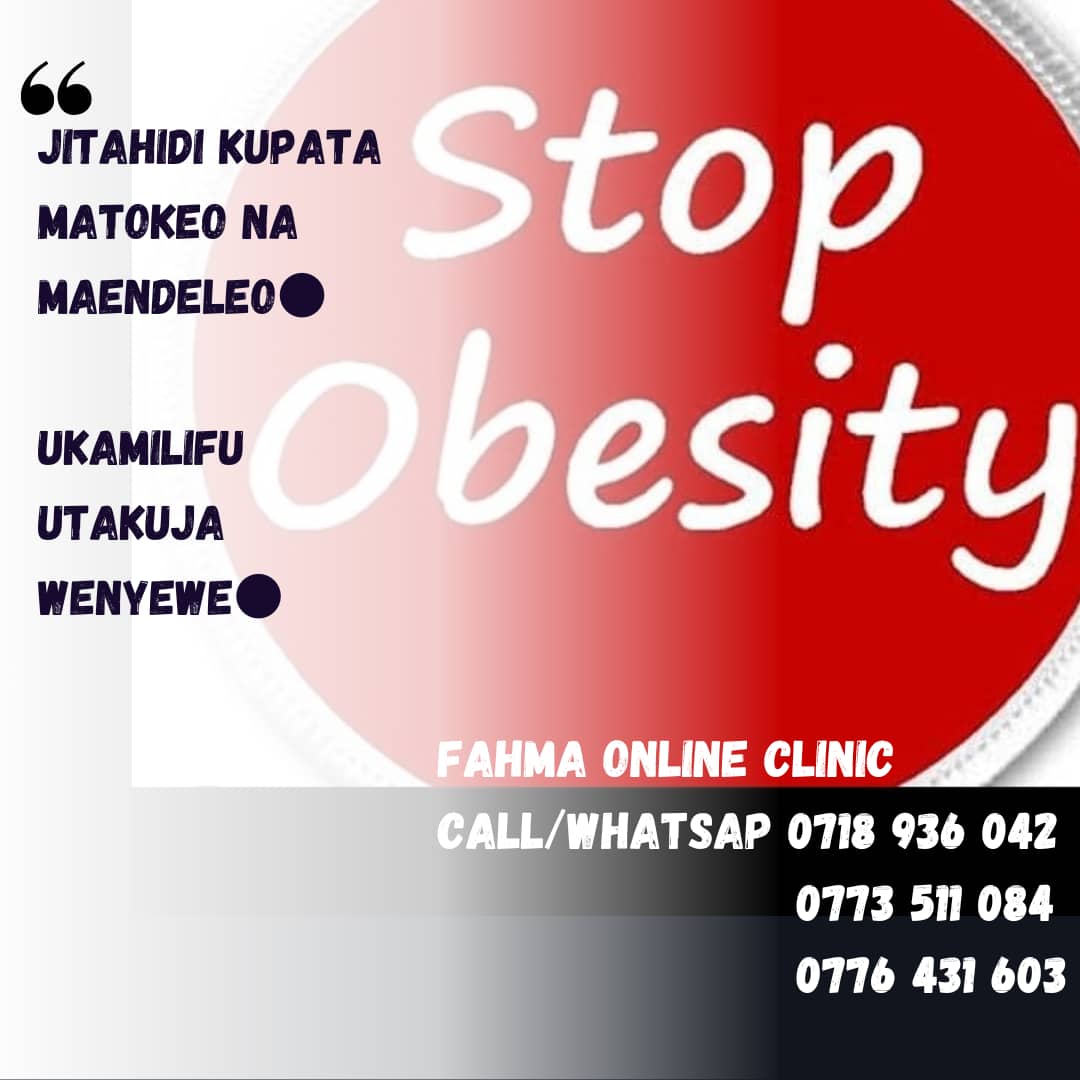 JITAHIDI KUPATA
MATOKEO NA
MAENDELEO
UKAMILIFU
UTAKUJA
WENYEWE
Stop
Obesity
FAHMA ONLINE CLINIC
CALL/WHATSAP 0718 936 042
0773 511 084
0776 431 603